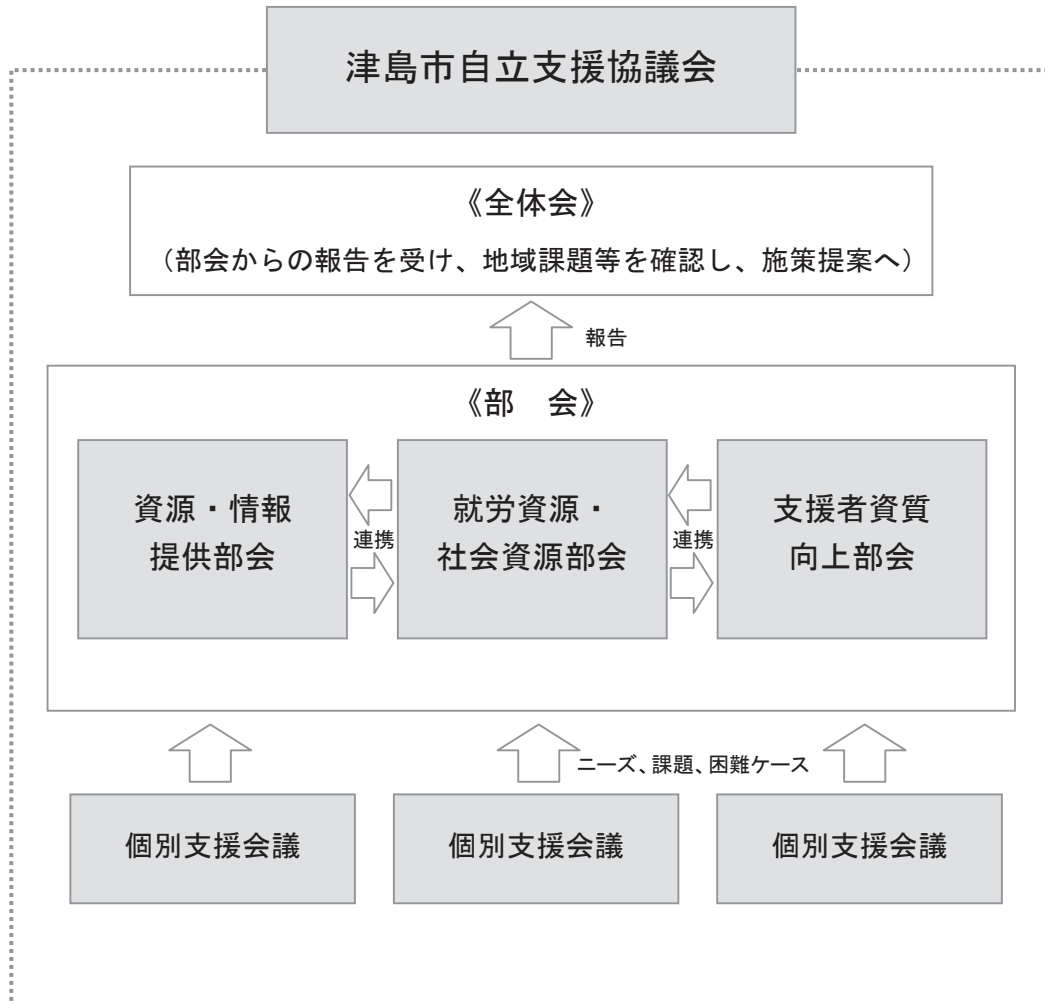 津島市自立支援協議会
《全体会》
（部会からの報告を受け、地域課題等を確認し、施策提案へ）
報告
《部　会》
資源・情報
提供部会
連携
就労資源・
社会資源部会
連携
支援者資質
向上部会
ニーズ、課題、困難ケース
個別支援会議
個別支援会議
個別支援会議